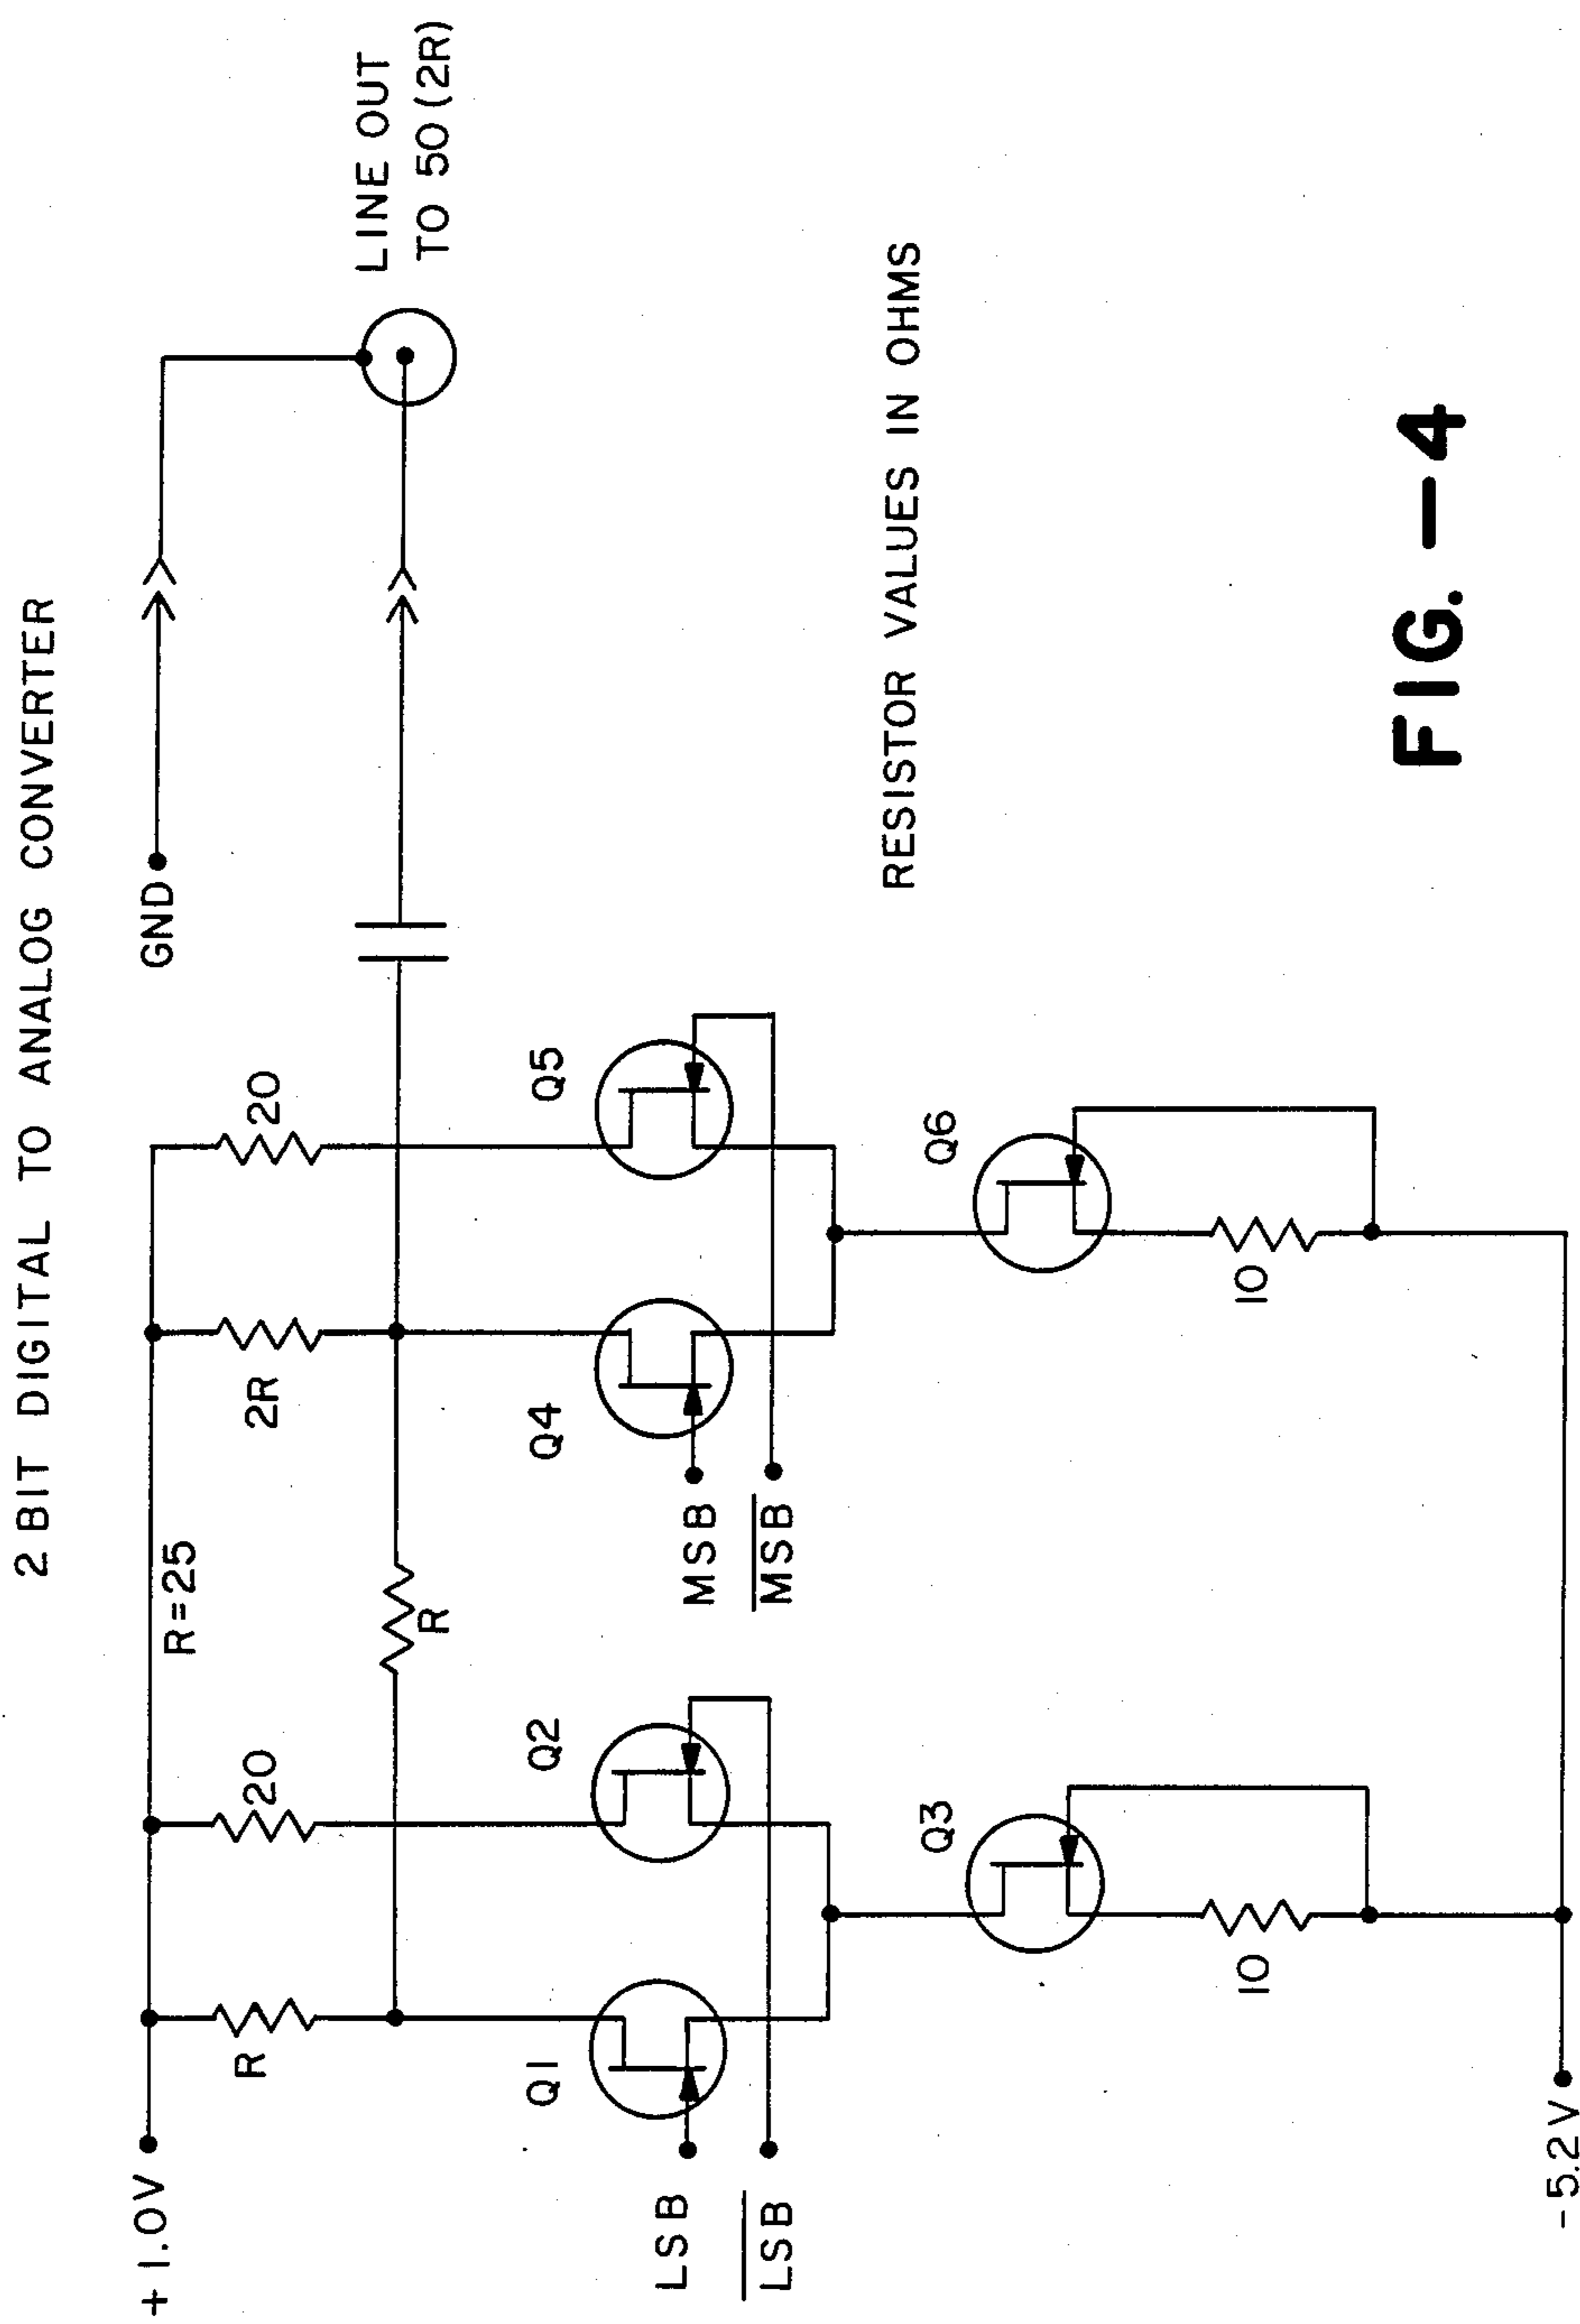 2 BIT DIGITAL TO ANALOG CONVERTER
+1.0V
R=25
R
20
2R
20
GND
LINE OUT
TO 50 (2R)
R
Q1
Q2
Q4
Q5
LSB
LSB
MSB
MSB
Q3
Q6
10
10
-5.2V
RESISTOR VALUES IN OHMS
FIG. -4